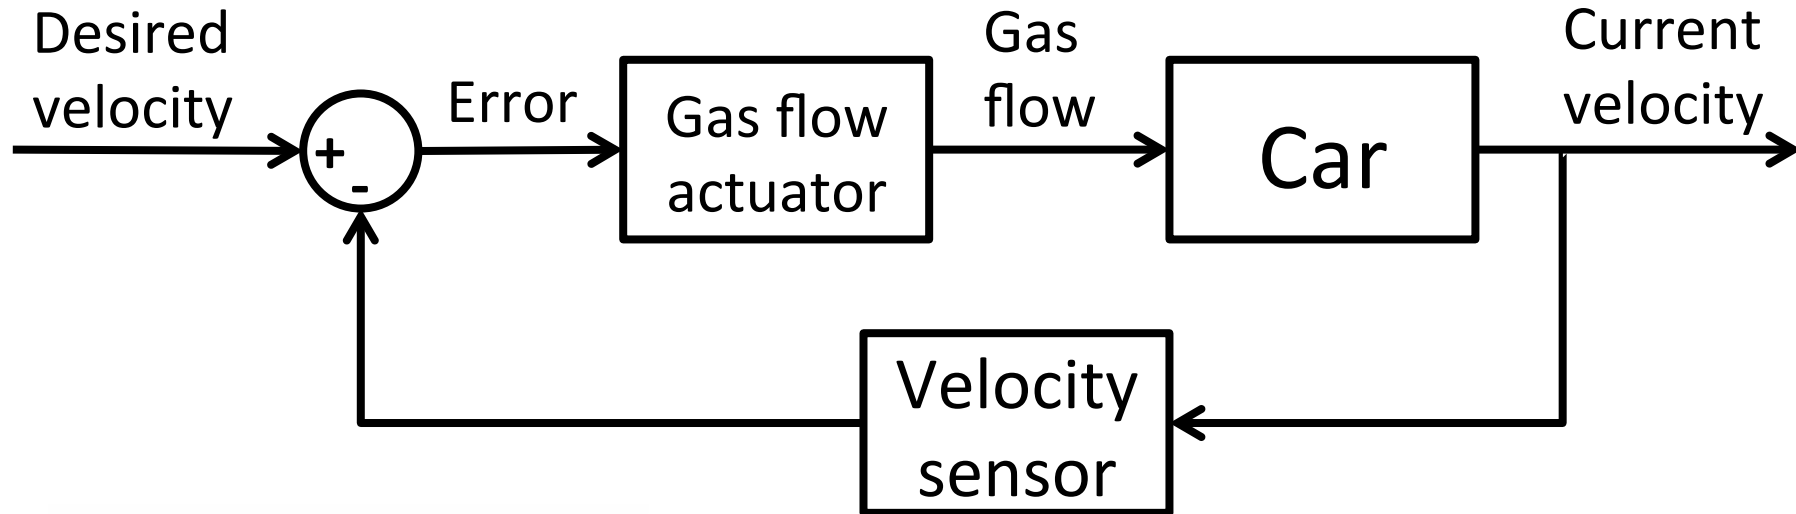 Desired
velocity
Error
+
-
Gas flow
actuator
Gas
flow
Car
Current
velocity
Velocity
sensor